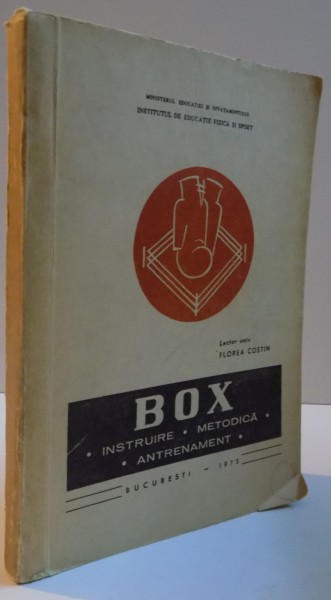 MINISTERUL EDUCAȚIEI ȘI ÎNVĂȚĂMÎNTULUI
INSTITUTUL DE EDUCAȚIE FIZICĂ ȘI SPORT
Lector univ.
FLOREA COSTIN
BOX
• INSTRUIRE • METODICĂ •
• ANTRENAMENT •
BUCUREȘTI — 1975